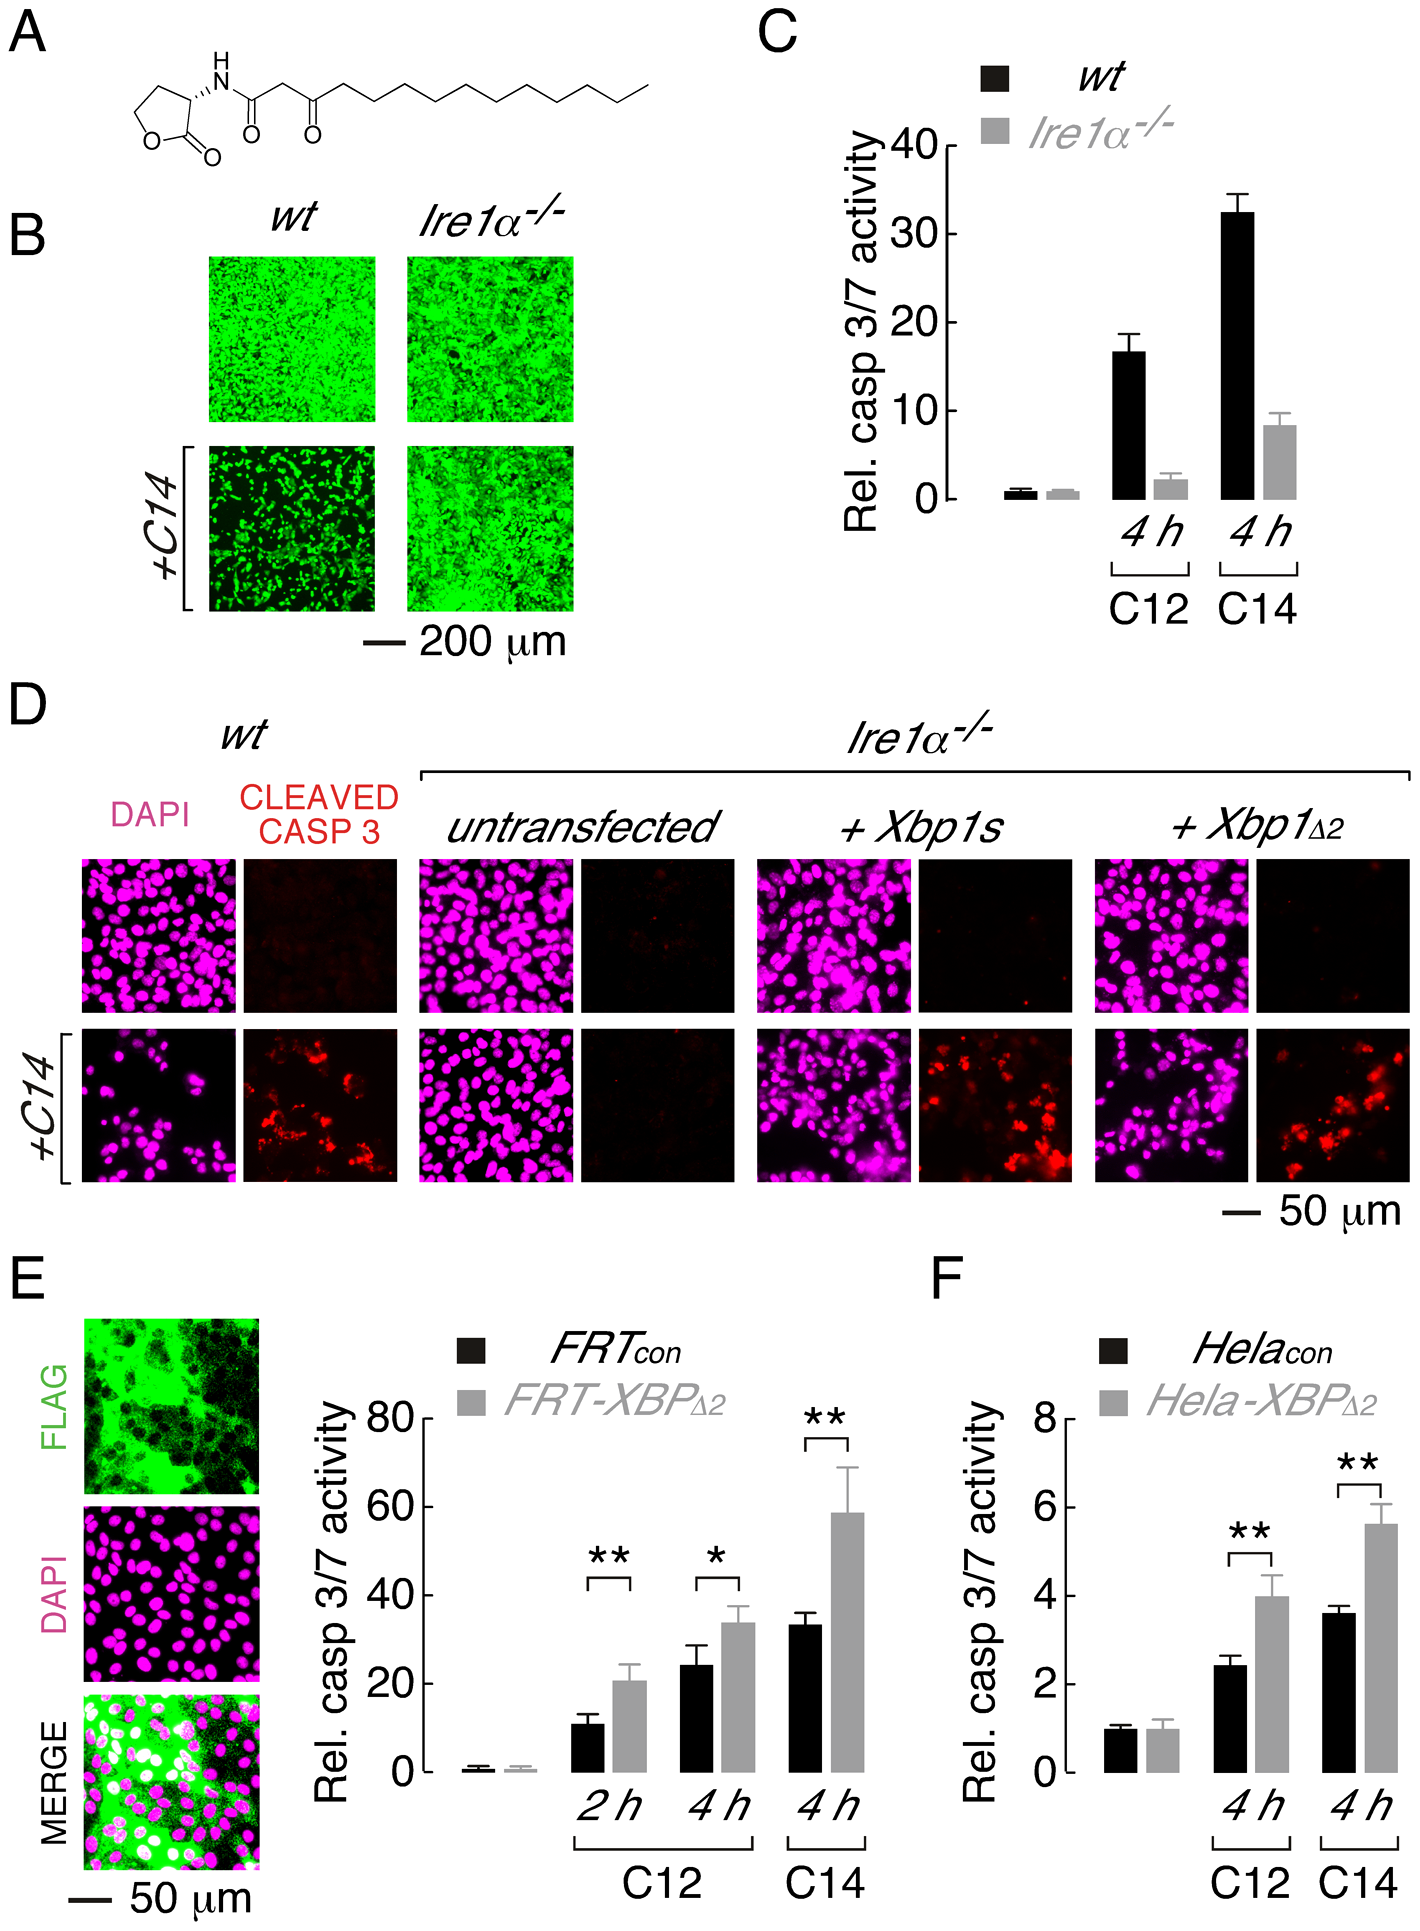 A
H
N
O
O
O
O
B
wt
Ire1α-/-
+C14
200 μm
C
wt
Ire1α-/-
Rel. casp 3/7 activity
40
30
20
10
0
4 h
4 h
C12
C14
D
wt
Ire1α-/-
DAPI
CLEAVED
CASP 3
untransfected
+ Xbp1s
+ Xbp1Δ2
+C14
50 μm
E
FLAG
DAPI
MERGE
50 μm
FRTcon
FRT-XBPΔ2
Rel. casp 3/7 activity
80
60
40
20
0
**
*
**
2 h
4 h
4 h
C12
C14
F
Helacon
Hela-XBPΔ2
Rel. casp 3/7 activity
8
6
4
2
0
**
**
4 h
4 h
C12
C14